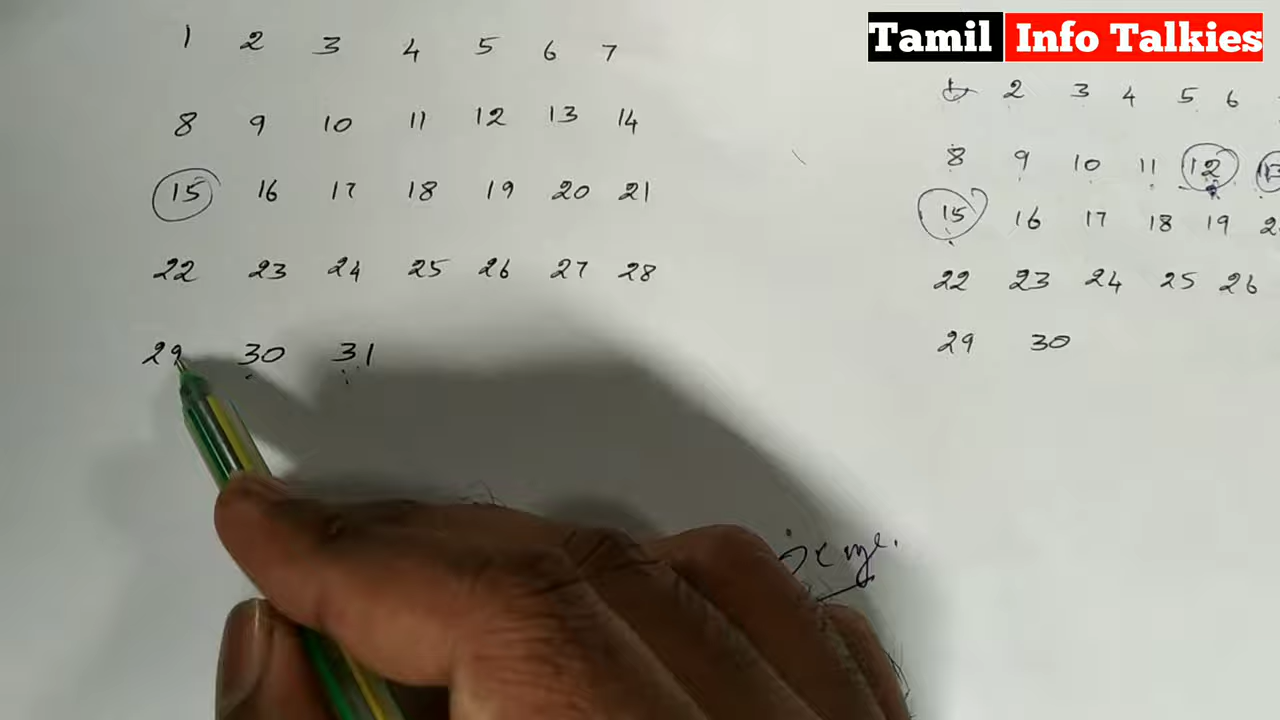 Tamil Info Talkies
1 2 3 4 5 6 7
8 9 10 11 12 13 14
15 16 17 18 19 20 21
22 23 24 25 26 27 28
29 30 31
1 2 3 4 5 6
8 9 10 11 12 13
15 16 17 18 19
22 23 24 25 26
29 30